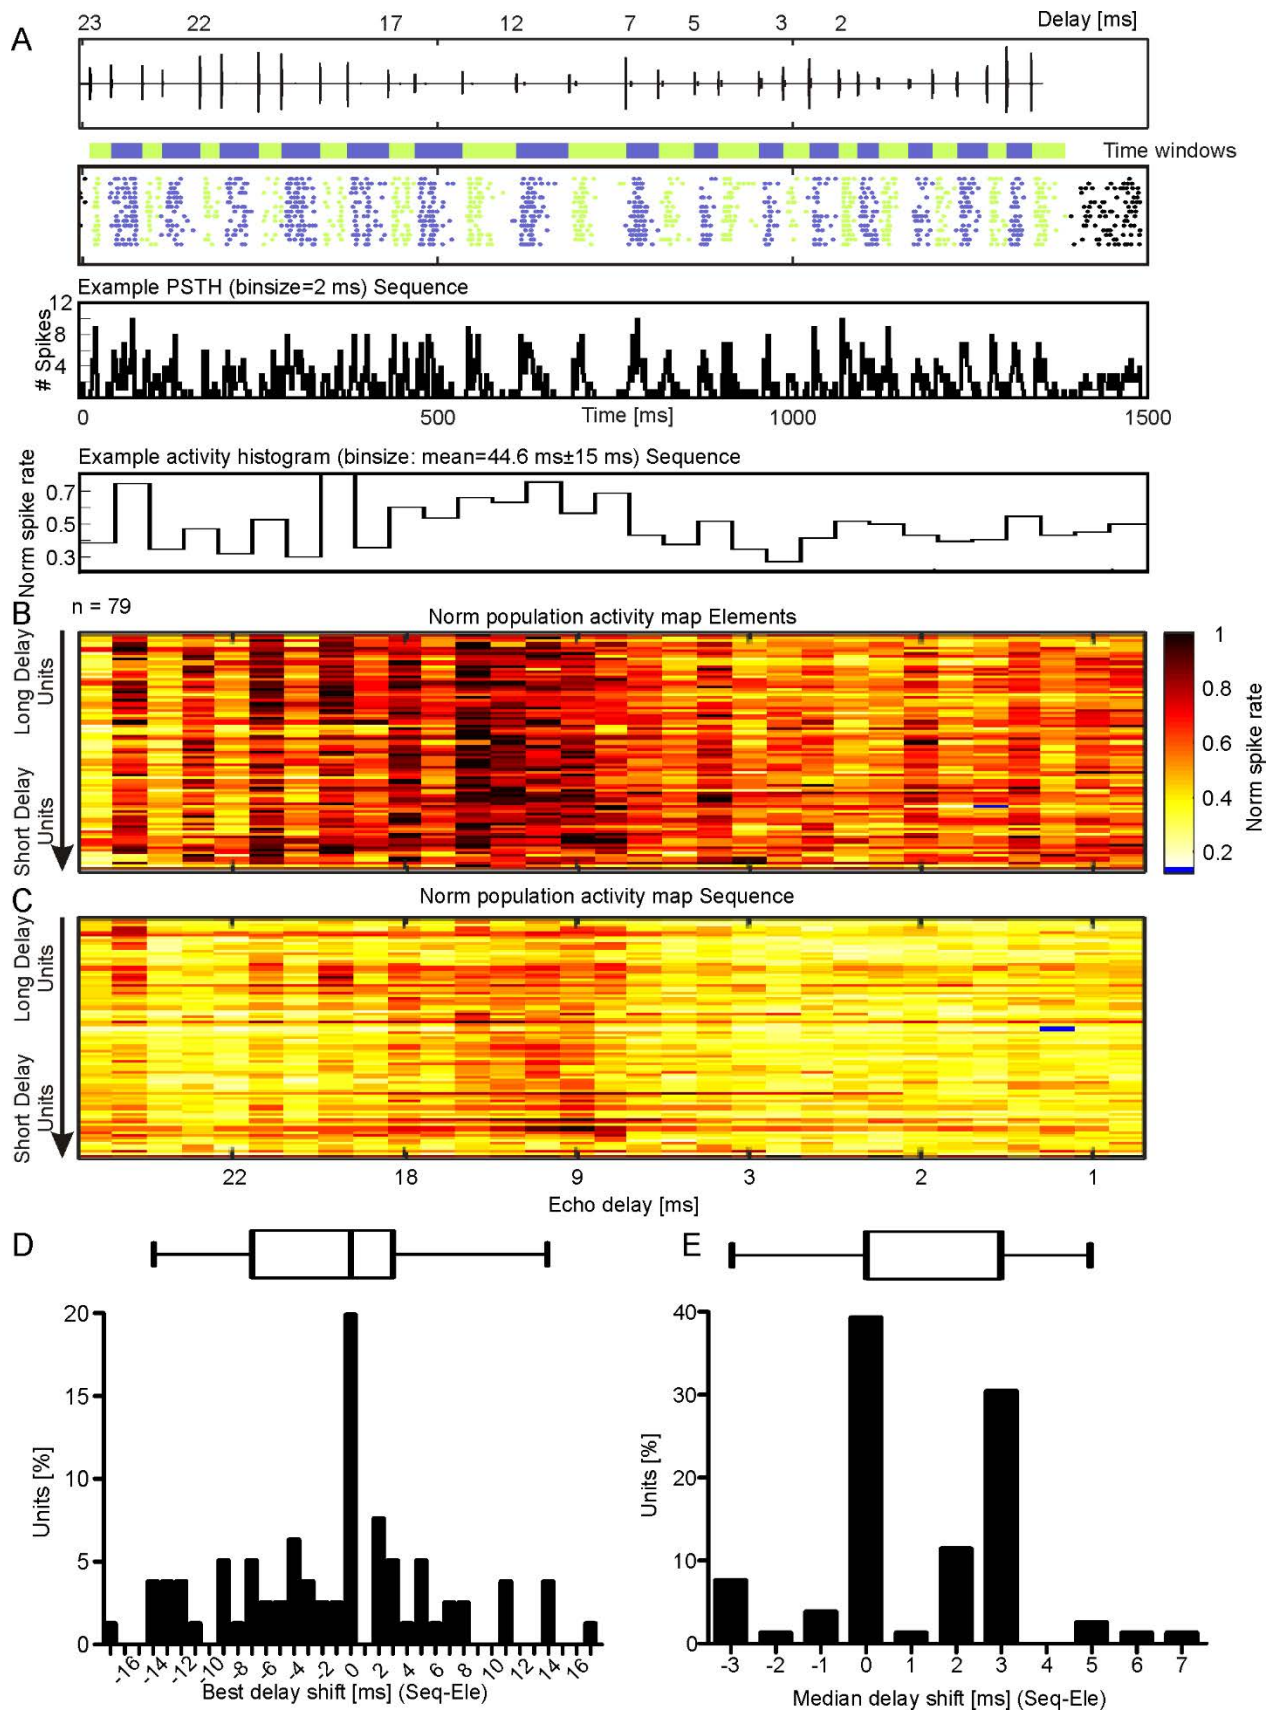 A
23 22 17 12 7 5 3 2 Delay [ms]
Time windows
Example PSTH (binsize=2 ms) Sequence
# Spikes
12
8
4
0 500 Time [ms] 1000 1500
Example activity histogram (binsize: mean=44.6 ms±15 ms) Sequence
Norm spike rate
0.7
0.5
0.3
B
n = 79
Norm population activity map Elements
Long Delay
Units
Short Delay
Units
1
0.8
0.6
0.4
0.2
Norm spike rate
C
Norm population activity map Sequence
Long Delay
Units
Short Delay
Units
22 18 9 3 2 1
Echo delay [ms]
D
20
15
10
5
0
Units [%]
-16 -14 -12 -10 -8 -6 -4 -2 0 2 4 6 8 10 12 14 16
Best delay shift [ms] (Seq-Ele)
E
40
30
20
10
0
Units [%]
-3 -2 -1 0 1 2 3 4 5 6 7
Median delay shift [ms] (Seq-Ele)